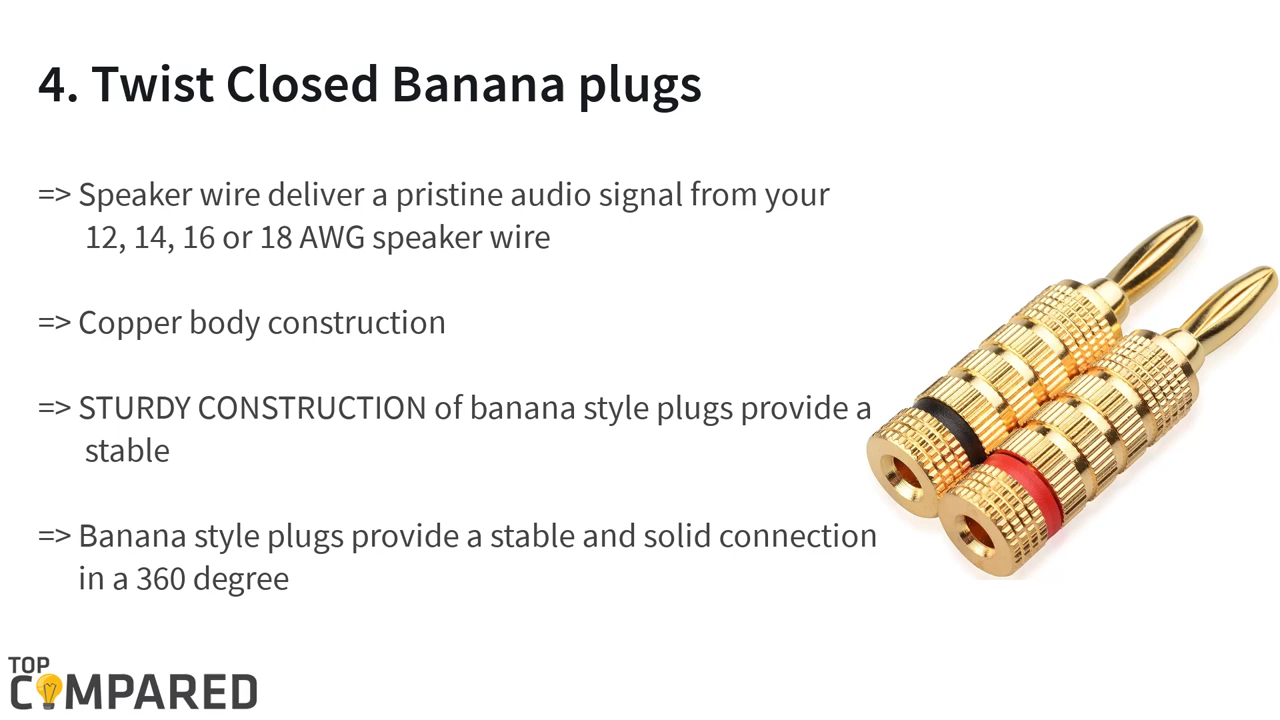 4. Twist Closed Banana plugs
=> Speaker wire deliver a pristine audio signal from your
12, 14, 16 or 18 AWG speaker wire
=> Copper body construction
=> STURDY CONSTRUCTION of banana style plugs provide a
stable
=> Banana style plugs provide a stable and solid connection
in a 360 degree
TOP
COMPARED